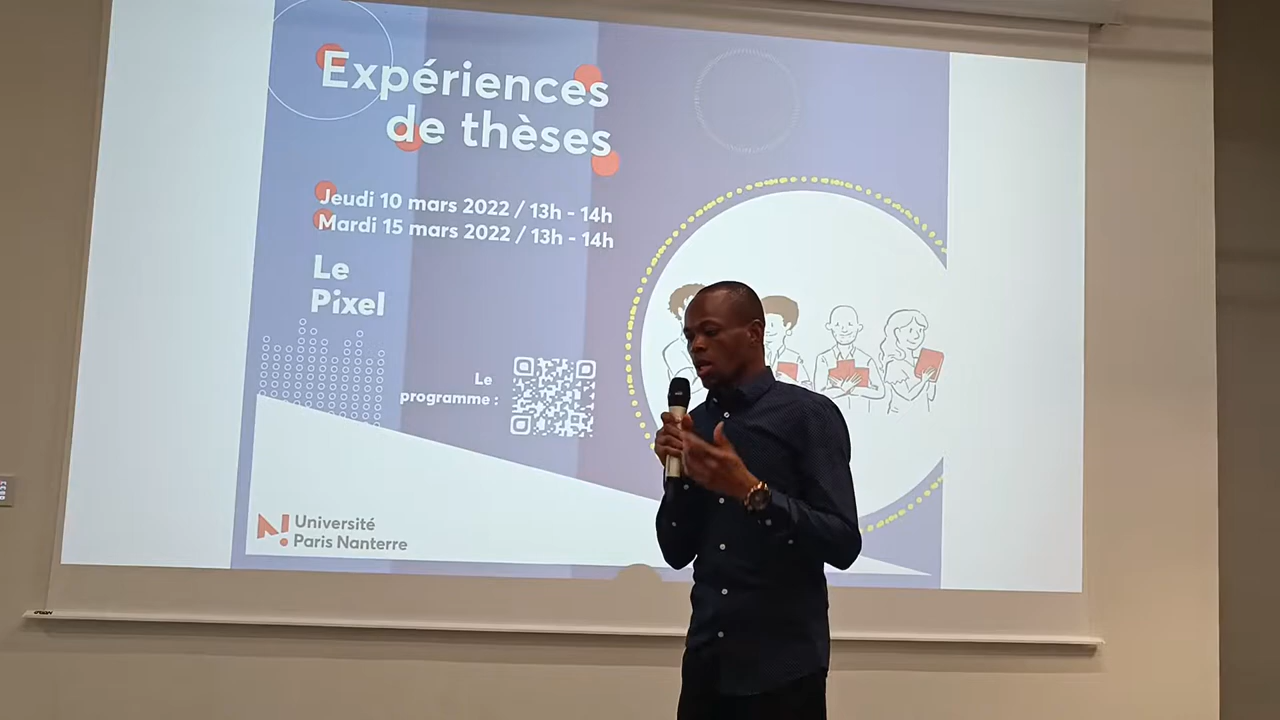 Expériences
de thèses
Jeudi 10 mars 2022 / 13h - 14h
Mardi 15 mars 2022 / 13h - 14h
Le
Pixel
Le
programme :
Université
Paris Nanterre